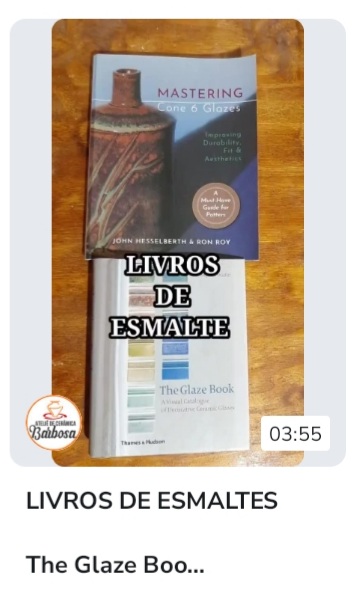 MASTERING
Cone 6 Glazes
Improving
Durability,
Fit &
Aesthetics
A
Must-Have
Guide for
Potters
JOHN HESSELBERTH & RON ROY
LIVROS
DE
ESMALTE
The Glaze Book
A Visual Catalogue
of Decorative Ceramic Glazes
Thames & Hudson
ATELIÊ DE CERÂMICA
Barbosa
03:55
LIVROS DE ESMALTES
The Glaze Boo...